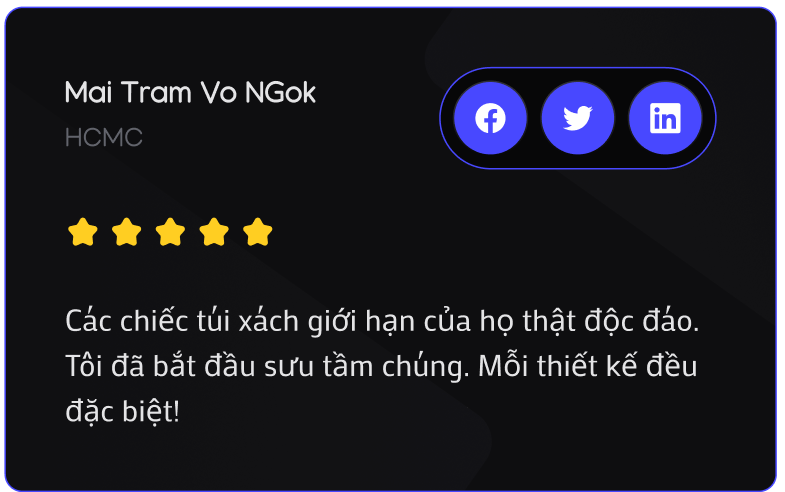 Mai Tram Vo NGok
HCMC
Các chiếc túi xách giới hạn của họ thật độc đáo.
Tôi đã bắt đầu sưu tầm chúng. Mỗi thiết kế đều
đặc biệt!